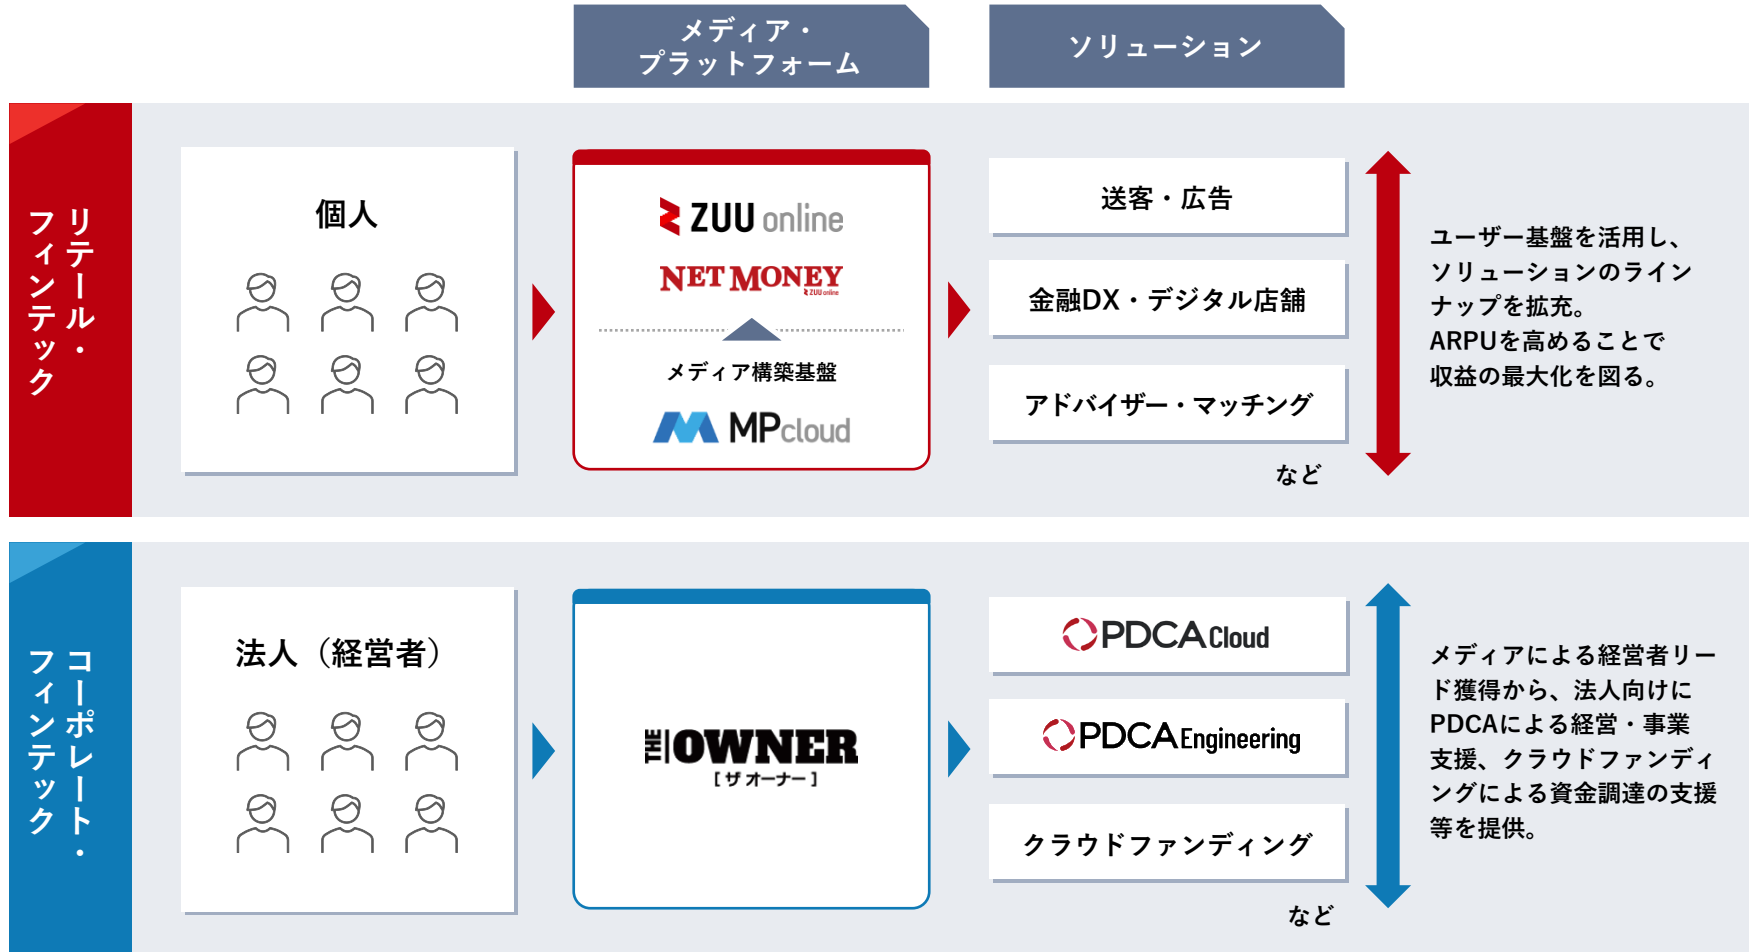 メディア・
プラットフォーム
ソリューション
リテール・
フィンテック
個人
ZUU online
NET MONEY
ZUU online
メディア構築基盤
MPcloud
送客・広告
金融DX・デジタル店舗
アドバイザー・マッチング
など
ユーザー基盤を活用し、
ソリューションのライン
ナップを拡充。
ARPUを高めることで
収益の最大化を図る。
コーポレート・
フィンテック
法人（経営者）
THE OWNER
［ザ オーナー］
PDCA Cloud
PDCA Engineering
クラウドファンディング
など
メディアによる経営者リー
ド獲得から、法人向けに
PDCAによる経営・事業
支援、クラウドファンディ
ングによる資金調達の支援
等を提供。